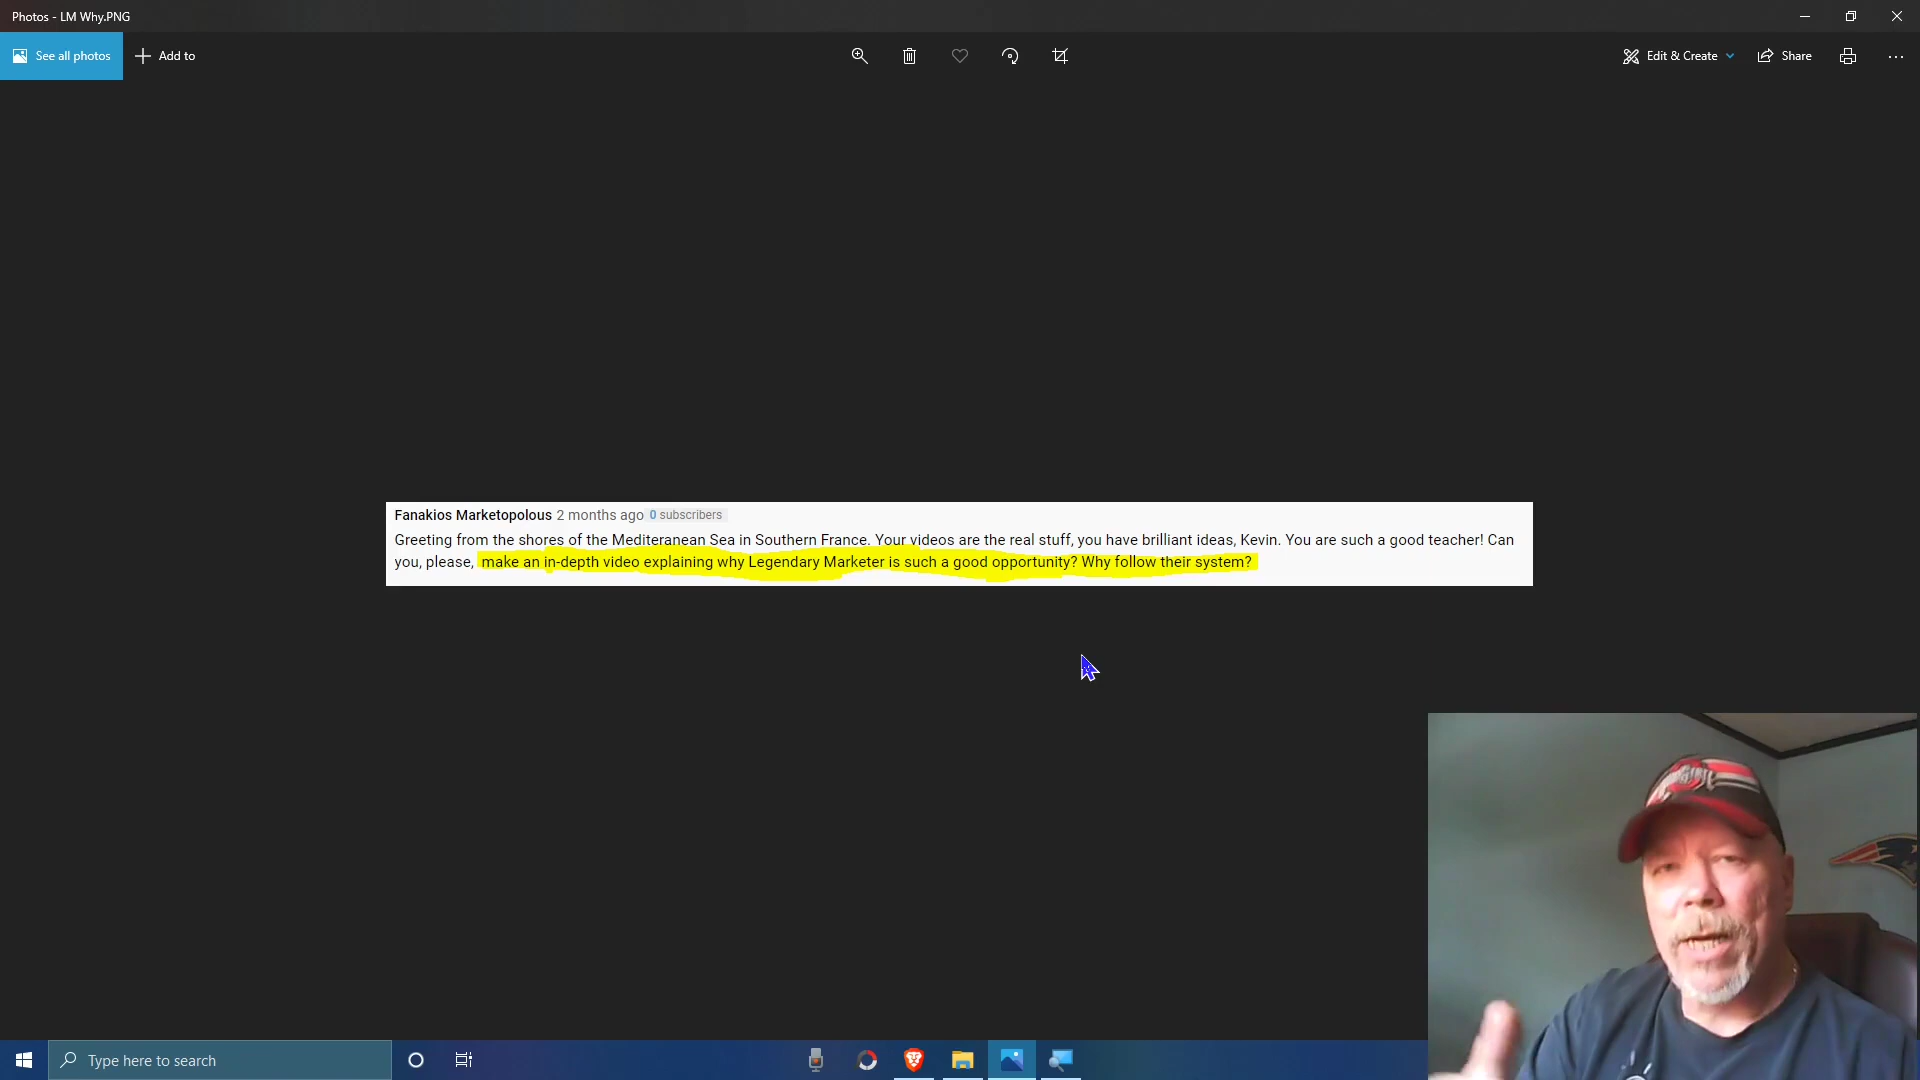 Photos - LM Why.PNG
See all photos
Add to
Edit & Create
Share
Fanakios Marketopolous 2 months ago 0 subscribers
Greeting from the shores of the Mediteranean Sea in Southern France. Your videos are the real stuff, you have brilliant ideas, Kevin. You are such a good teacher! Can
you, please, make an in-depth video explaining why Legendary Marketer is such a good opportunity? Why follow their system?
Type here to search